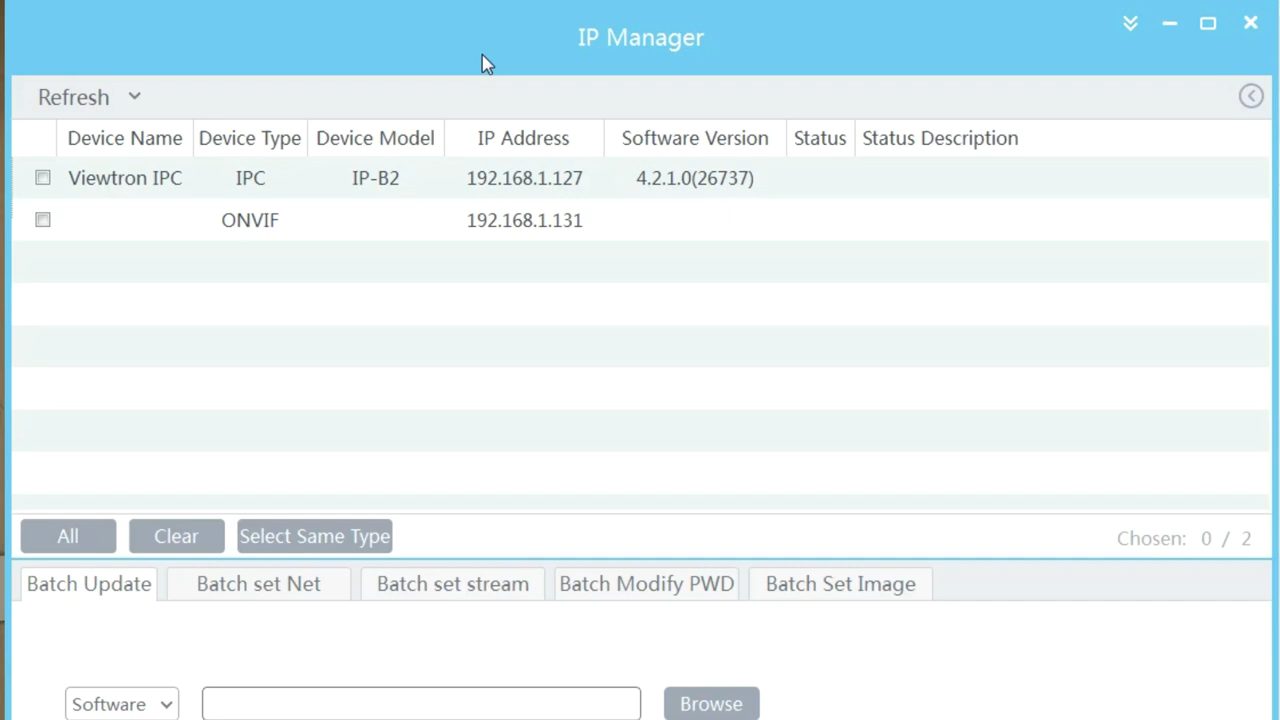 IP Manager
Refresh
Device Name Device Type Device Model IP Address Software Version Status Status Description
Viewtron IPC IPC IP-B2 192.168.1.127 4.2.1.0(26737)
ONVIF 192.168.1.131
All Clear Select Same Type Chosen: 0 / 2
Batch Update Batch set Net Batch set stream Batch Modify PWD Batch Set Image
Software Browse